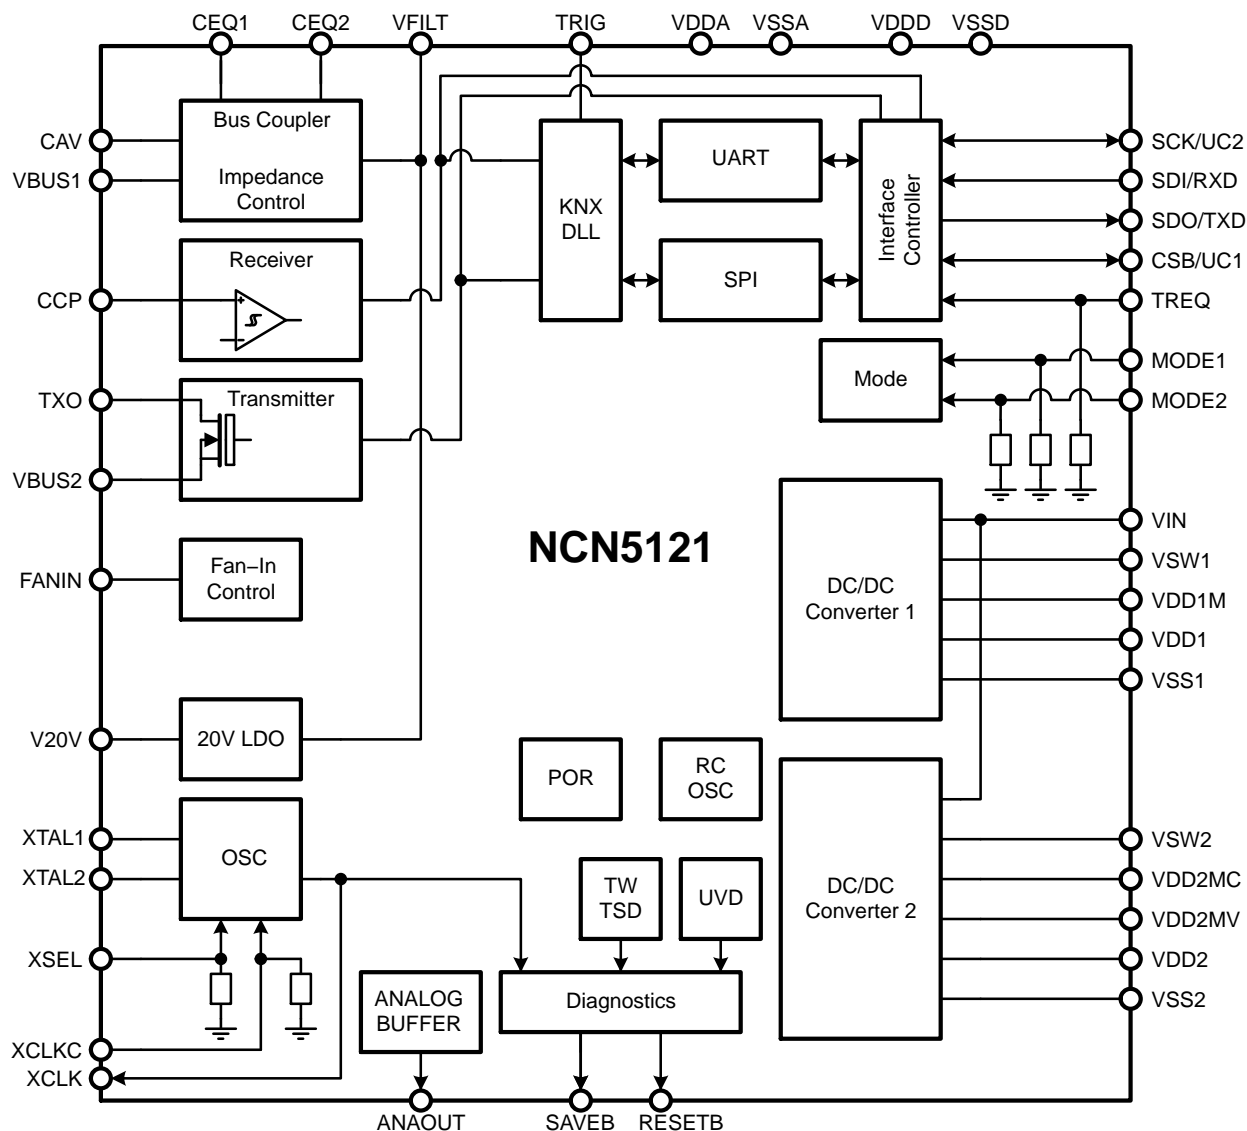 CEQ1 CEQ2 VFILT TRIG VDDA VSSA VDDD VSSD
CAV
VBUS1
CCP
TXO
VBUS2
FANIN
V20V
XTAL1
XTAL2
XSEL
XCLKC
XCLK
Bus Coupler
Impedance
Control
Receiver
Transmitter
Fan–In
Control
20V LDO
OSC
KNX
DLL
UART
SPI
Interface
Controller
Mode
NCN5121
DC/DC
Converter 1
POR
RC
OSC
TW
TSD
UVD
DC/DC
Converter 2
ANALOG
BUFFER
Diagnostics
SCK/UC2
SDI/RXD
SDO/TXD
CSB/UC1
TREQ
MODE1
MODE2
VIN
VSW1
VDD1M
VDD1
VSS1
VSW2
VDD2MC
VDD2MV
VDD2
VSS2
ANAOUT SAVEB RESETB